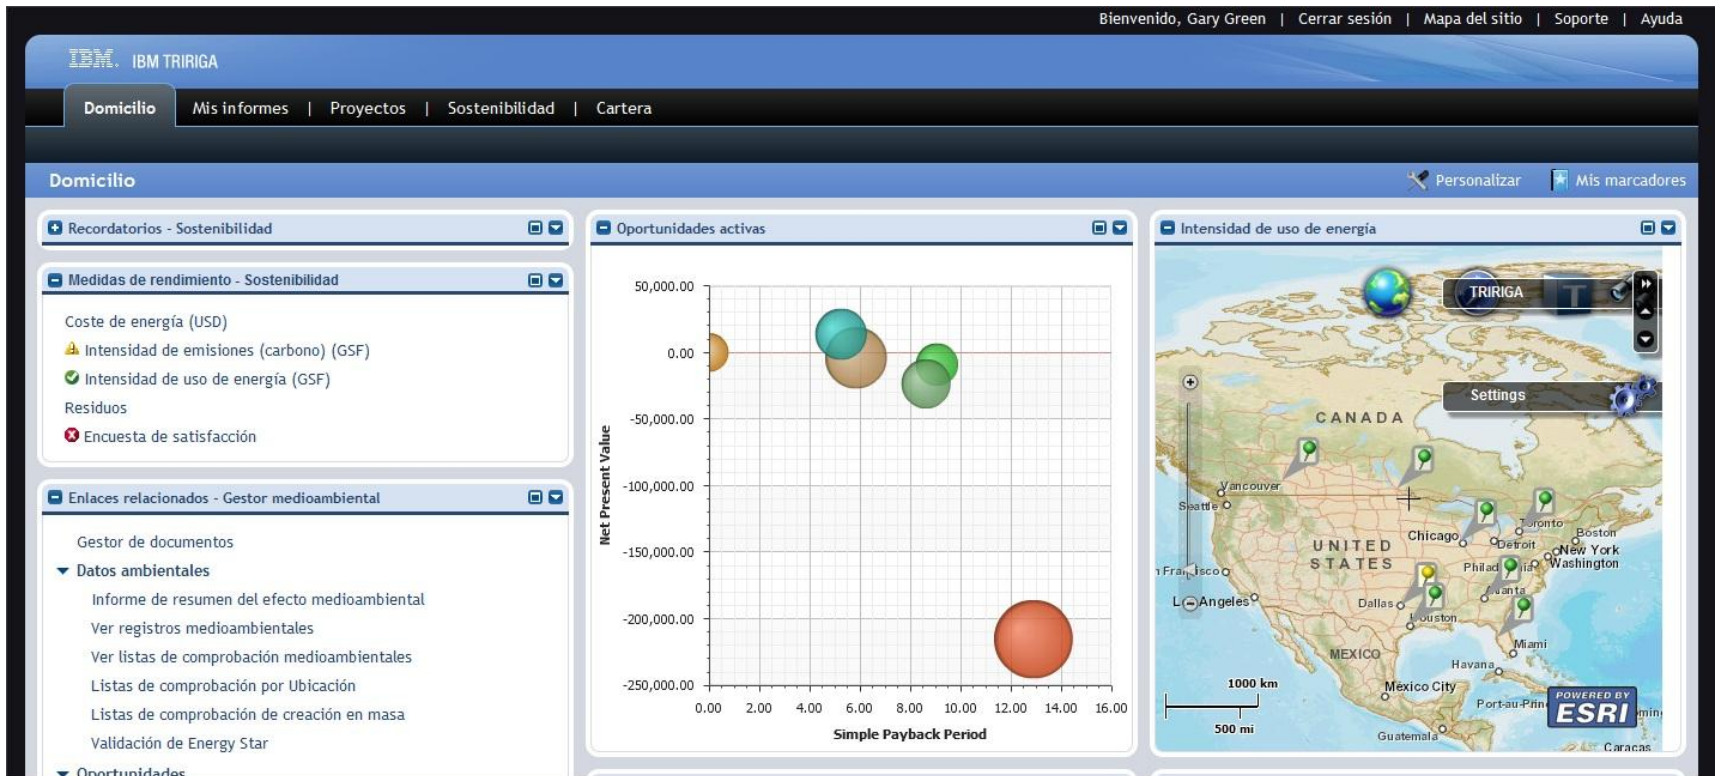 Bienvenido, Gary Green | Cerrar sesión | Mapa del sitio | Soporte | Ayuda
IBM. IBM TRIRIGA
Domicilio Mis informes | Proyectos | Sostenibilidad | Cartera
Domicilio
Personalizar Mis marcadores
Recordatorios - Sostenibilidad
Medidas de rendimiento - Sostenibilidad
Coste de energía (USD)
Intensidad de emisiones (carbono) (GSF)
Intensidad de uso de energía (GSF)
Residuos
Encuesta de satisfacción
Enlaces relacionados - Gestor medioambiental
Gestor de documentos
Datos ambientales
Informe de resumen del efecto medioambiental
Ver registros medioambientales
Ver listas de comprobación medioambientales
Listas de comprobación por Ubicación
Listas de comprobación de creación en masa
Validación de Energy Star
Oportunidades
Oportunidades activas
50,000.00
0.00
-50,000.00
-100,000.00
-150,000.00
-200,000.00
-250,000.00
Net Present Value
0.00 2.00 4.00 6.00 8.00 10.00 12.00 14.00 16.00
Simple Payback Period
Intensidad de uso de energía
TRIRIGA
T
Settings
CANADA
Vancouver
Seattle
Toronto
Chicago
Detroit
Boston
New York
UNITED
STATES
Washington
Los Angeles
Dallas
Atlanta
Houston
Miami
MEXICO
Havana
1000 km
México City
500 mi
Guatemala
Caracas
POWERED BY
ESRI